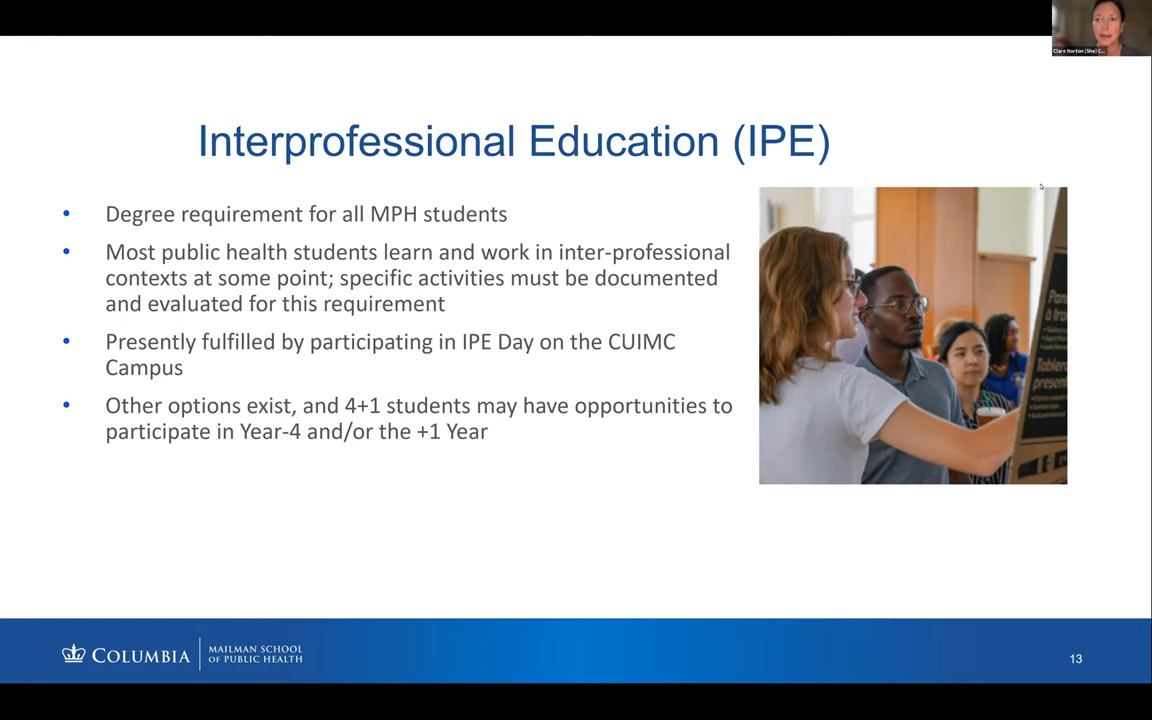 Clare Norton (She) C...
Interprofessional Education (IPE)
• Degree requirement for all MPH students
• Most public health students learn and work in inter-professional
contexts at some point; specific activities must be documented
and evaluated for this requirement
• Presently fulfilled by participating in IPE Day on the CUIMC
Campus
• Other options exist, and 4+1 students may have opportunities to
participate in Year-4 and/or the +1 Year
COLUMBIA
MAILMAN SCHOOL
OF PUBLIC HEALTH
13